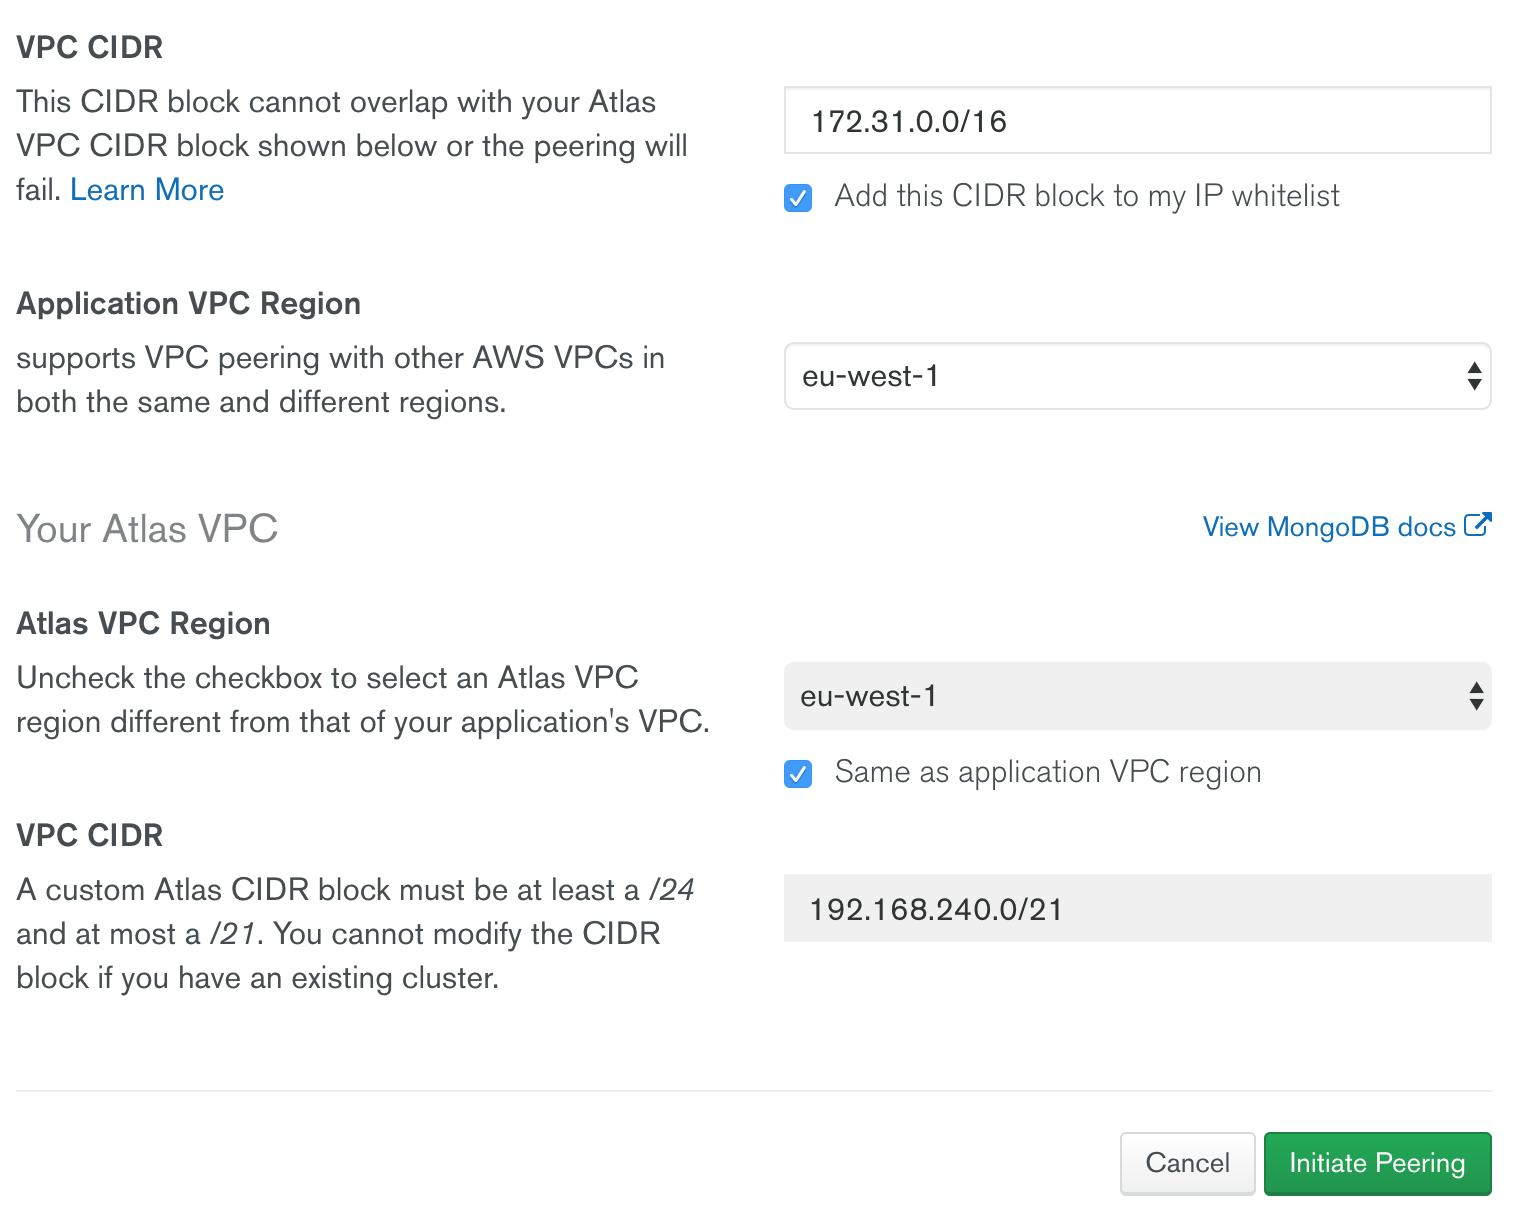 VPC CIDR
This CIDR block cannot overlap with your Atlas
VPC CIDR block shown below or the peering will
fail. Learn More
172.31.0.0/16
Add this CIDR block to my IP whitelist
Application VPC Region
supports VPC peering with other AWS VPCs in
both the same and different regions.
eu-west-1
Your Atlas VPC
View MongoDB docs
Atlas VPC Region
Uncheck the checkbox to select an Atlas VPC
region different from that of your application's VPC.
eu-west-1
Same as application VPC region
VPC CIDR
A custom Atlas CIDR block must be at least a /24
and at most a /21. You cannot modify the CIDR
block if you have an existing cluster.
192.168.240.0/21
Cancel
Initiate Peering